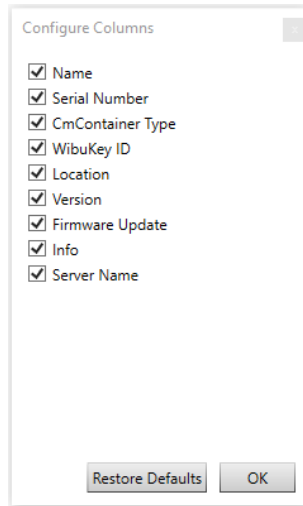 Configure Columns
Name
Serial Number
CmContainer Type
WibuKey ID
Location
Version
Firmware Update
Info
Server Name
Restore Defaults OK